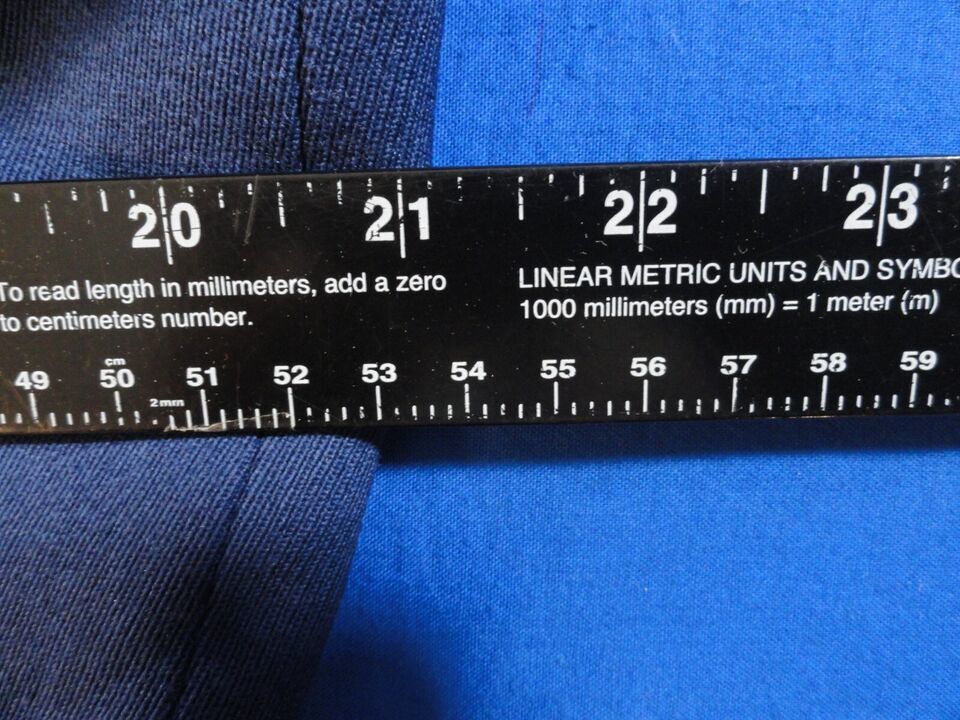 20 21 22 23
To read length in millimeters, add a zero
to centimeters number.
LINEAR METRIC UNITS AND SYMBO
1000 millimeters (mm) = 1 meter (m)
cm
49 50 51 52 53 54 55 56 57 58 59
2mm